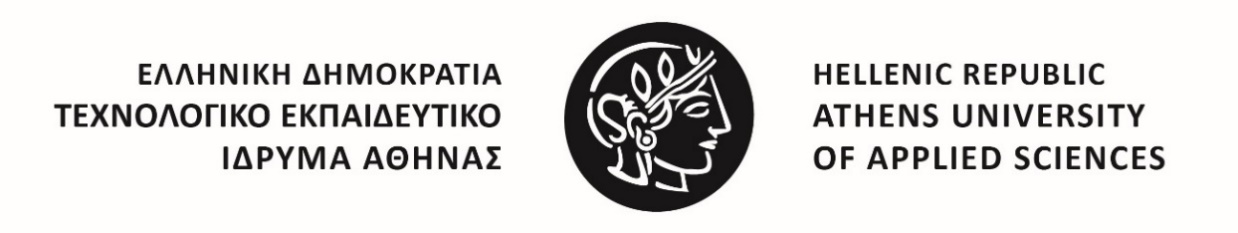 ΕΛΛΗΝΙΚΗ ΔΗΜΟΚΡΑΤΙΑ
ΤΕΧΝΟΛΟΓΙΚΟ ΕΚΠΑΙΔΕΥΤΙΚΟ
ΙΔΡΥΜΑ ΑΘΗΝΑΣ
HELLENIC REPUBLIC
ATHENS UNIVERSITY
OF APPLIED SCIENCES